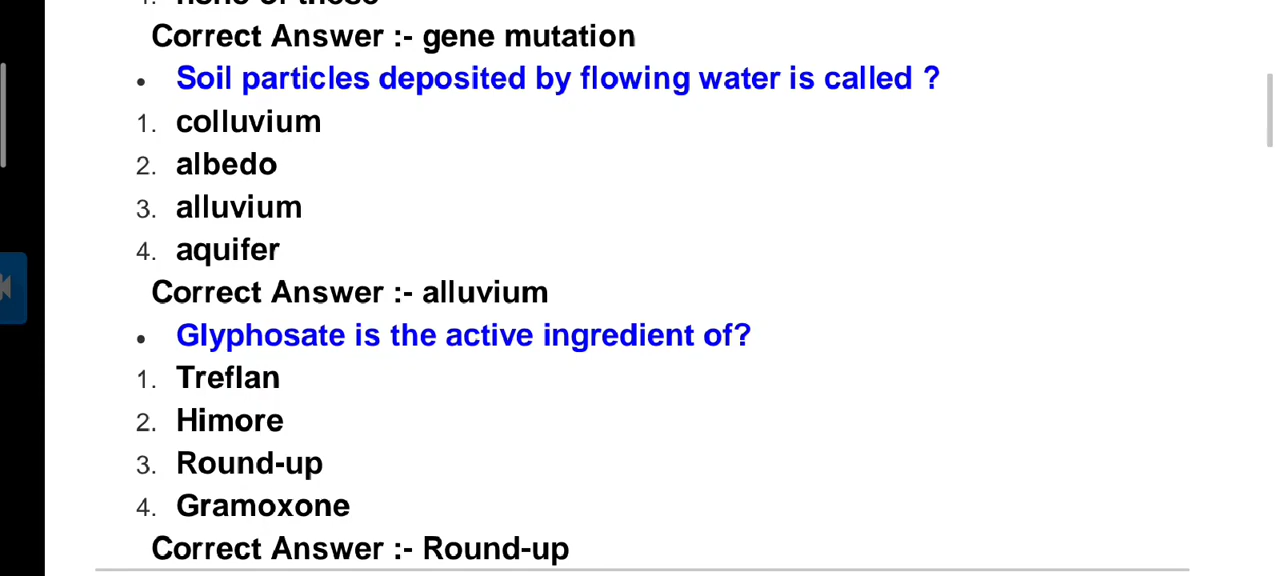 Correct Answer :- gene mutation
• Soil particles deposited by flowing water is called ?
1. colluvium
2. albedo
3. alluvium
4. aquifer
Correct Answer :- alluvium
• Glyphosate is the active ingredient of?
1. Treflan
2. Himore
3. Round-up
4. Gramoxone
Correct Answer :- Round-up